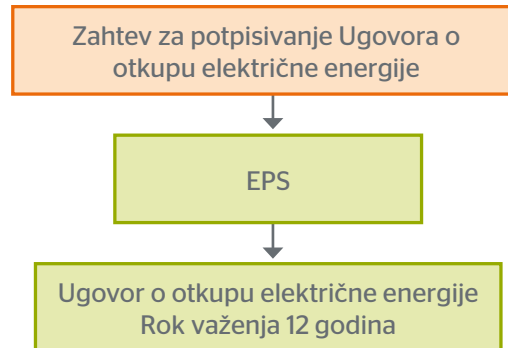 Zahtev za potpisivanje Ugovora o
otkupu električne energije
EPS
Ugovor o otkupu električne energije
Rok važenja 12 godina